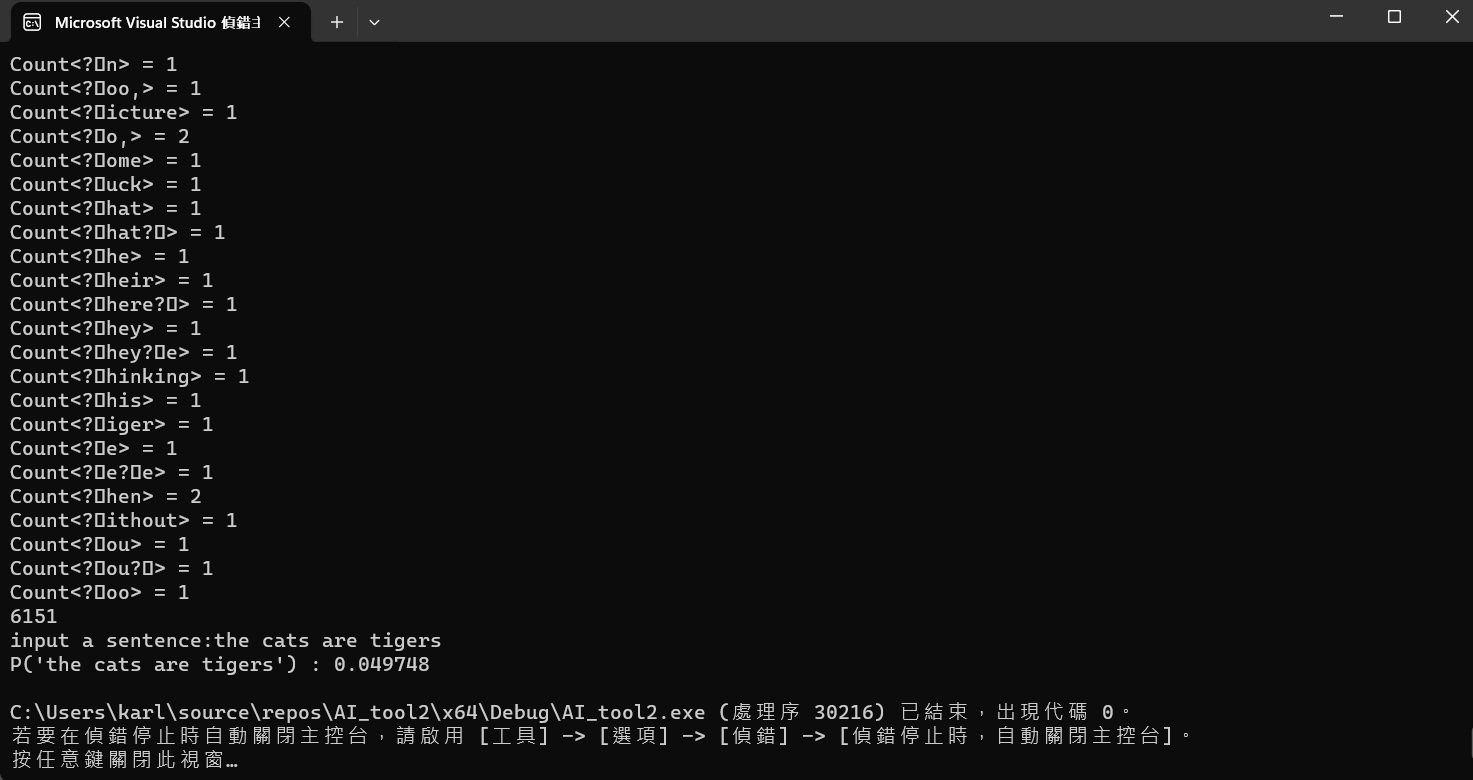 Microsoft Visual Studio 偵錯主
Count<?▯n> = 1
Count<?▯oo,> = 1
Count<?▯icture> = 1
Count<?▯o,> = 2
Count<?▯ome> = 1
Count<?▯uck> = 1
Count<?▯hat> = 1
Count<?▯hat?▯> = 1
Count<?▯he> = 1
Count<?▯heir> = 1
Count<?▯here?▯> = 1
Count<?▯hey> = 1
Count<?▯hey?▯e> = 1
Count<?▯hinking> = 1
Count<?▯his> = 1
Count<?▯iger> = 1
Count<?▯e> = 1
Count<?▯e?▯e> = 1
Count<?▯hen> = 2
Count<?▯ithout> = 1
Count<?▯ou> = 1
Count<?▯ou?▯> = 1
Count<?▯oo> = 1
6151
input a sentence:the cats are tigers
P('the cats are tigers') : 0.049748
C:\Users\karl\source\repos\AI_tool2\x64\Debug\AI_tool2.exe (處理序 30216) 已結束，出現代碼 0。
若要在偵錯停止時自動關閉主控台，請啟用 [工具] -> [選項] -> [偵錯] -> [偵錯停止時，自動關閉主控台]。
按任意鍵關閉此視窗…